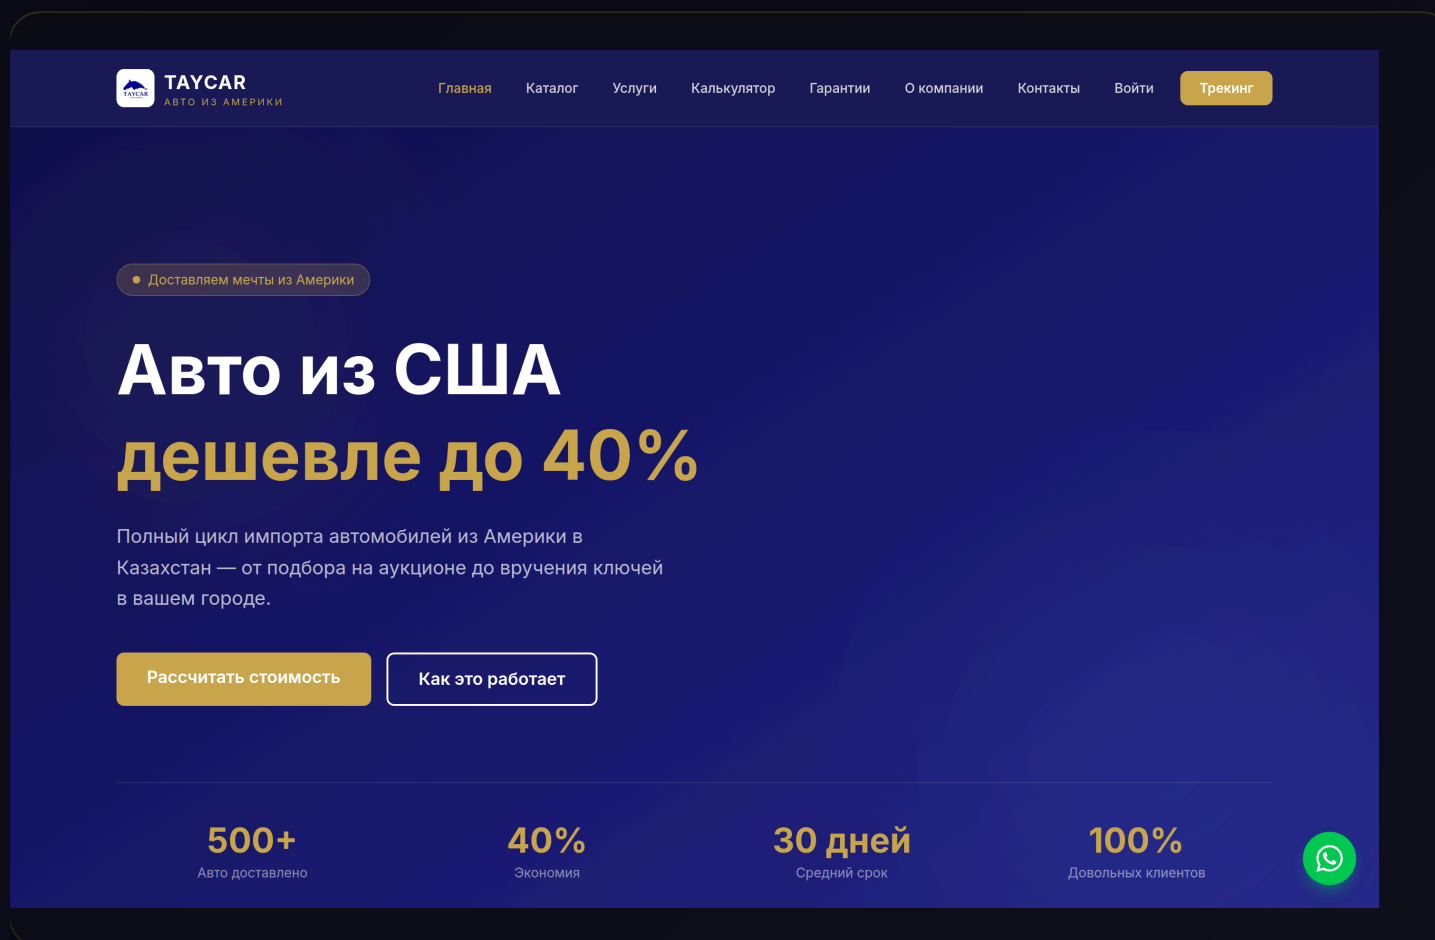 TAYCAR
TAYCAR
АВТО ИЗ АМЕРИКИ
Главная
Каталог
Услуги
Калькулятор
Гарантии
О компании
Контакты
Войти
Трекинг
Доставляем мечты из Америки
Авто из США
дешевле до 40%
Полный цикл импорта автомобилей из Америки в
Казахстан — от подбора на аукционе до вручения ключей
в вашем городе.
Рассчитать стоимость
Как это работает
500+
Авто доставлено
40%
Экономия
30 дней
Средний срок
100%
Довольных клиентов